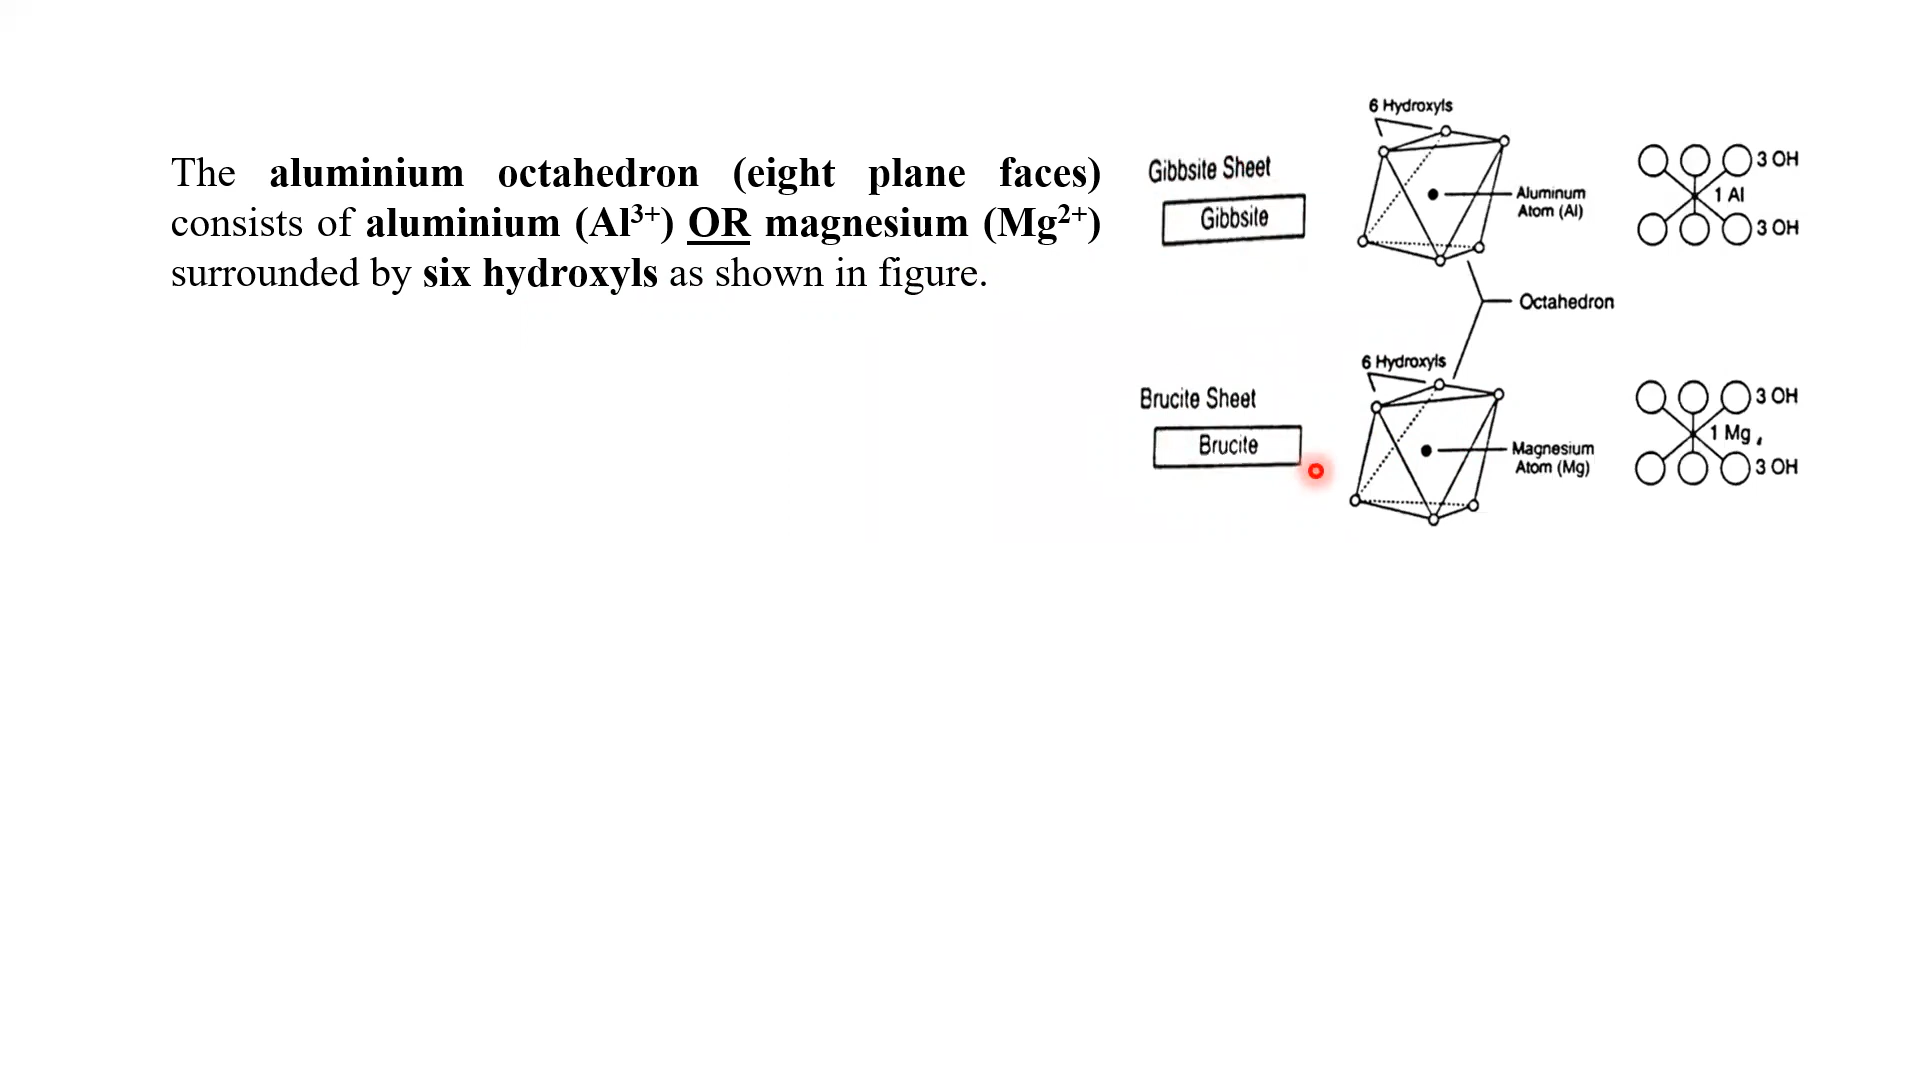 The aluminium octahedron (eight plane faces)
consists of aluminium (Al³⁺) OR magnesium (Mg²⁺)
surrounded by six hydroxyls as shown in figure.
6 Hydroxyls
Gibbsite Sheet
Gibbsite
Aluminum
Atom (Al)
3 OH
1 Al
3 OH
Octahedron
6 Hydroxyls
Brucite Sheet
Brucite
Magnesium
Atom (Mg)
3 OH
1 Mg
3 OH